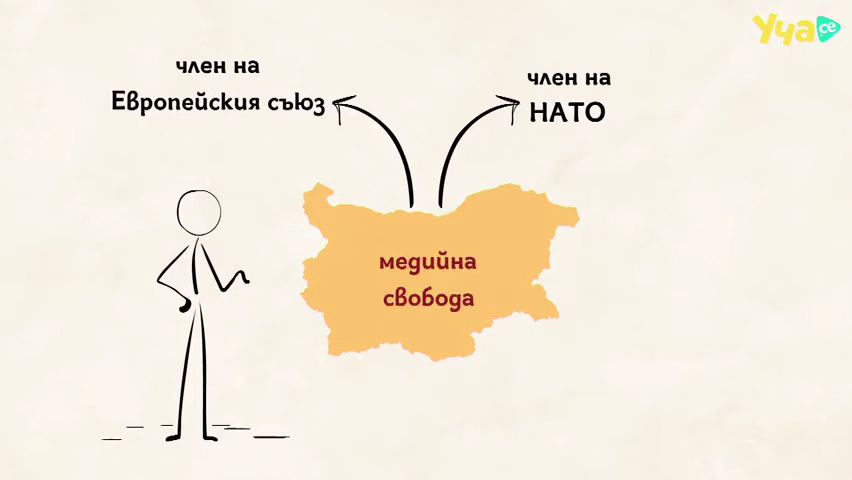 Уча се
член на
Европейския съюз
член на
НАТО
медийна
свобода